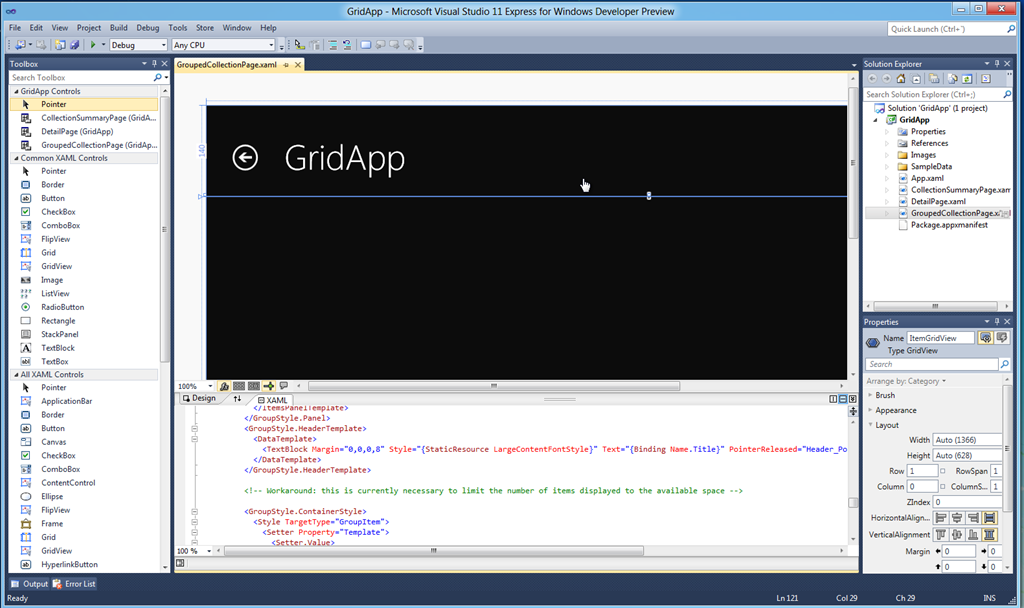 GridApp - Microsoft Visual Studio 11 Express for Windows Developer Preview
File Edit View Project Build Debug Tools Store Window Help
Quick Launch (Ctrl+`)
Debug Any CPU
Toolbox
Search Toolbox
GridApp Controls
Pointer
CollectionSummaryPage (GridA...
DetailPage (GridApp)
GroupedCollectionPage (GridAp...
Common XAML Controls
Pointer
Border
Button
CheckBox
ComboBox
FlipView
Grid
GridView
Image
ListView
RadioButton
Rectangle
StackPanel
TextBlock
TextBox
All XAML Controls
Pointer
ApplicationBar
Border
Button
Canvas
CheckBox
ComboBox
ContentControl
Ellipse
FlipView
Frame
Grid
GridView
HyperlinkButton
GroupedCollectionPage.xaml
140
GridApp
100%
Design XAML
</ItemsPanelTemplate>
</GroupStyle.Panel>
<GroupStyle.HeaderTemplate>
<DataTemplate>
<TextBlock Margin="0,0,0,8" Style="{StaticResource LargeContentFontStyle}" Text="{Binding Name.Title}" PointerReleased="Header_Po
</DataTemplate>
</GroupStyle.HeaderTemplate>
<!-- Workaround: this is currently necessary to limit the number of items displayed to the available space -->
<GroupStyle.ContainerStyle>
<Style TargetType="GroupItem">
<Setter Property="Template">
<Setter.Value>
100 %
Solution Explorer
Search Solution Explorer (Ctrl+;)
Solution 'GridApp' (1 project)
GridApp
Properties
References
Images
SampleData
App.xaml
CollectionSummaryPage.xam
DetailPage.xaml
GroupedCollectionPage.xa
Package.appxmanifest
Properties
Name ItemGridView
Type GridView
Search
Arrange by: Category
Brush
Appearance
Layout
Width Auto (1366)
Height Auto (628)
Row 1 RowSpan 1
Column 0 ColumnS... 1
ZIndex 0
HorizontalAlign...
VerticalAlignment
Margin 0 0
0 0
Output Error List
Ready Ln 121 Col 29 Ch 29 INS